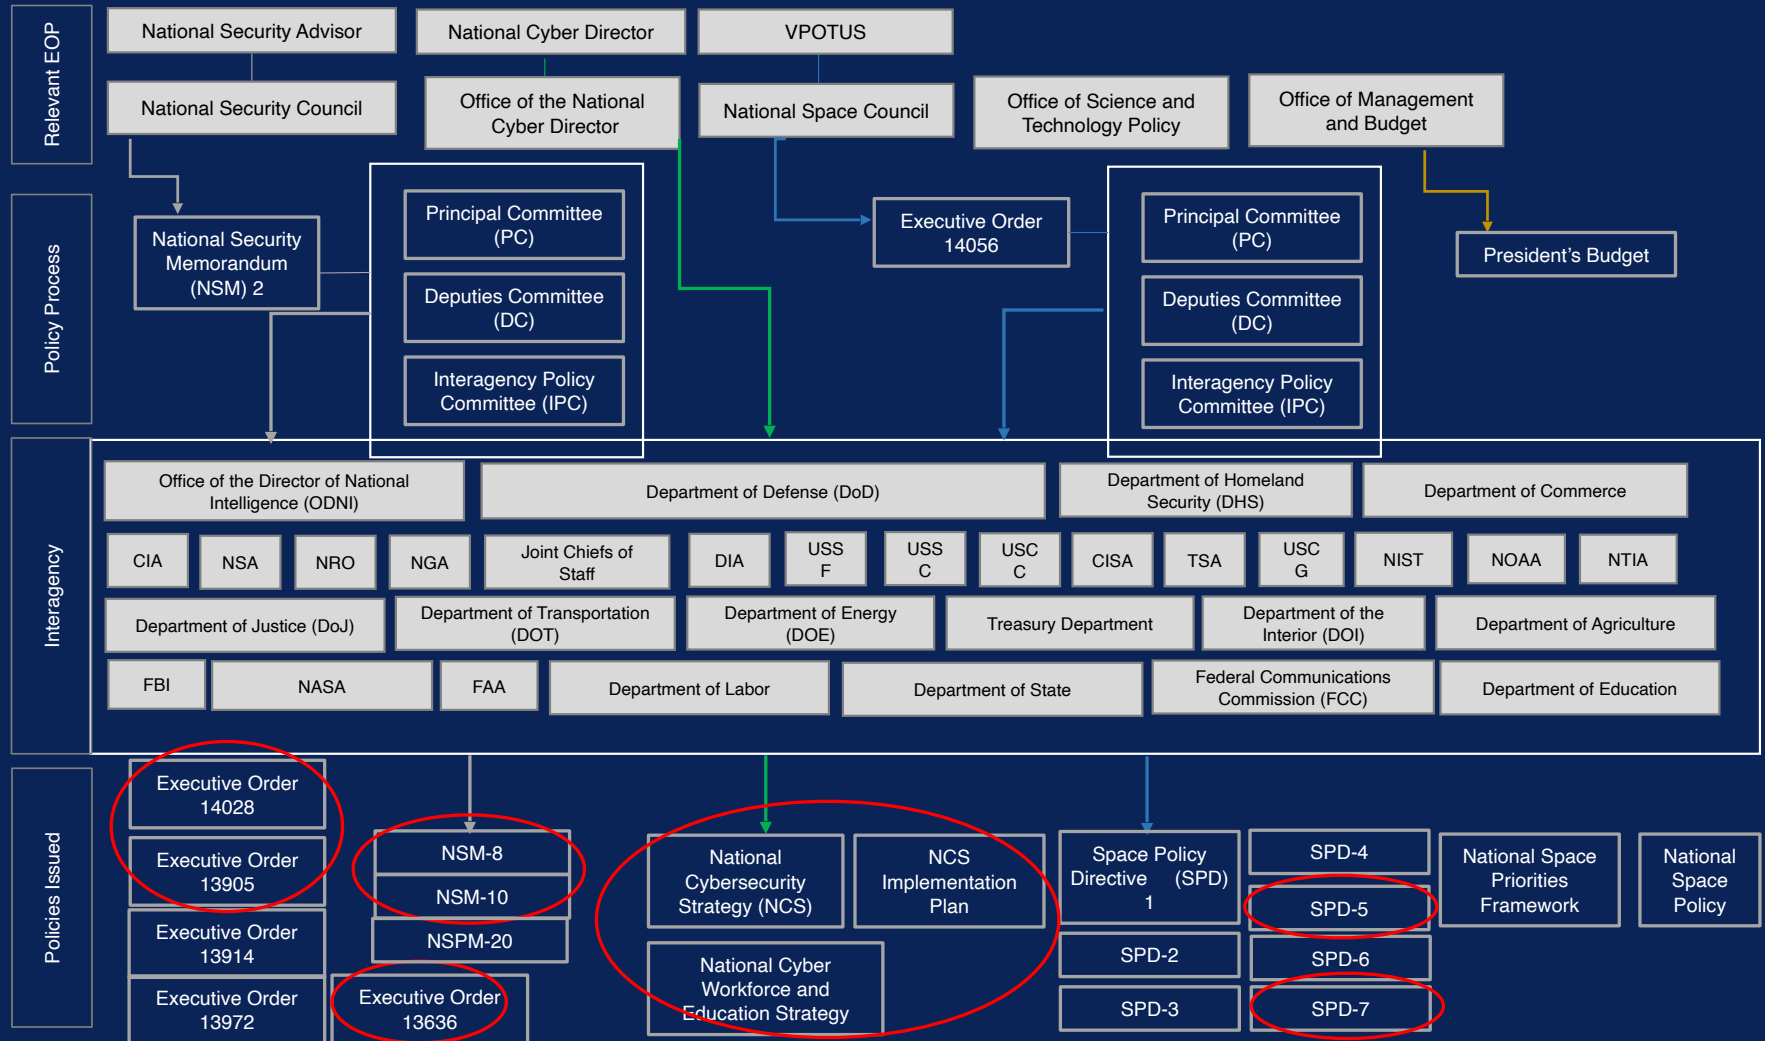 Relevant EOP
National Security Advisor
National Cyber Director
VPOTUS
National Security Council
Office of the National
Cyber Director
National Space Council
Office of Science and
Technology Policy
Office of Management
and Budget
Policy Process
National Security
Memorandum
(NSM) 2
Principal Committee
(PC)
Deputies Committee
(DC)
Interagency Policy
Committee (IPC)
Executive Order
14056
Principal Committee
(PC)
Deputies Committee
(DC)
Interagency Policy
Committee (IPC)
President’s Budget
Interagency
Office of the Director of National
Intelligence (ODNI)
Department of Defense (DoD)
Department of Homeland
Security (DHS)
Department of Commerce
CIA
NSA
NRO
NGA
Joint Chiefs of
Staff
DIA
USS
F
USS
C
USC
C
CISA
TSA
USC
G
NIST
NOAA
NTIA
Department of Justice (DoJ)
Department of Transportation
(DOT)
Department of Energy
(DOE)
Treasury Department
Department of the
Interior (DOI)
Department of Agriculture
FBI
NASA
FAA
Department of Labor
Department of State
Federal Communications
Commission (FCC)
Department of Education
Policies Issued
Executive Order
14028
Executive Order
13905
Executive Order
13914
Executive Order
13972
NSM-8
NSM-10
NSPM-20
Executive Order
13636
National
Cybersecurity
Strategy (NCS)
NCS
Implementation
Plan
National Cyber
Workforce and
Education Strategy
Space Policy
Directive (SPD)
1
SPD-2
SPD-3
SPD-4
SPD-5
SPD-6
SPD-7
National Space
Priorities
Framework
National
Space
Policy